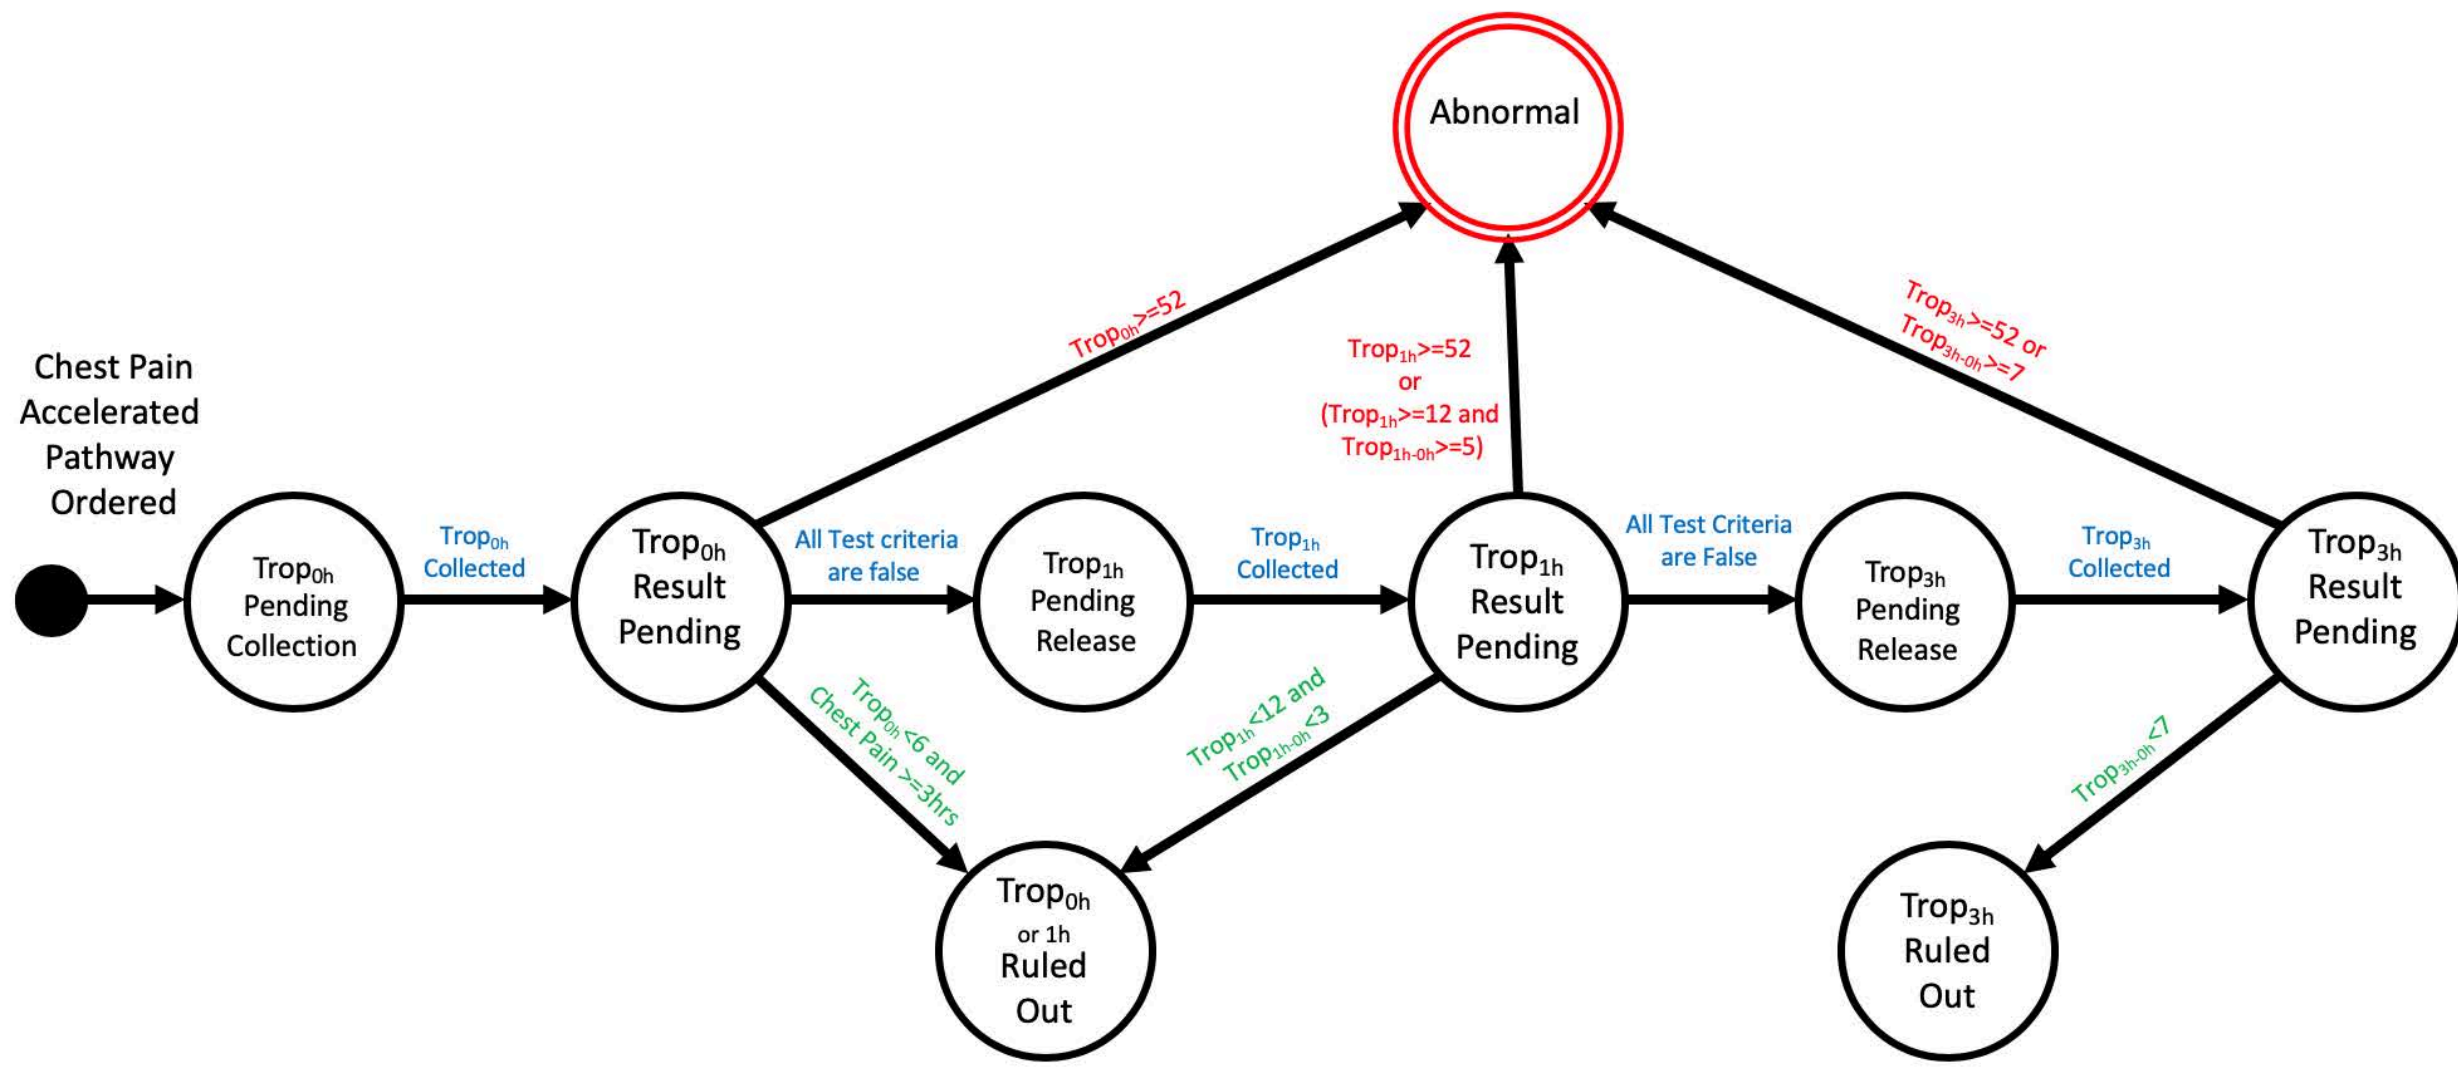 Abnormal
Trop0h>=52
Trop1h>=52
or
(Trop1h>=12 and
Trop1h-0h>=5)
Trop3h>=52 or
Trop3h-0h>=7
Chest Pain
Accelerated
Pathway
Ordered
Trop0h
Pending
Collection
Trop0h
Collected
Trop0h
Result
Pending
All Test criteria
are false
Trop1h
Pending
Release
Trop1h
Collected
Trop1h
Result
Pending
All Test Criteria
are False
Trop3h
Pending
Release
Trop3h
Collected
Trop3h
Result
Pending
Trop0h<6 and
Chest Pain >=3hrs
Trop1h<12 and
Trop1h-0h<3
Trop3h-0h<7
Trop0h
or 1h
Ruled
Out
Trop3h
Ruled
Out